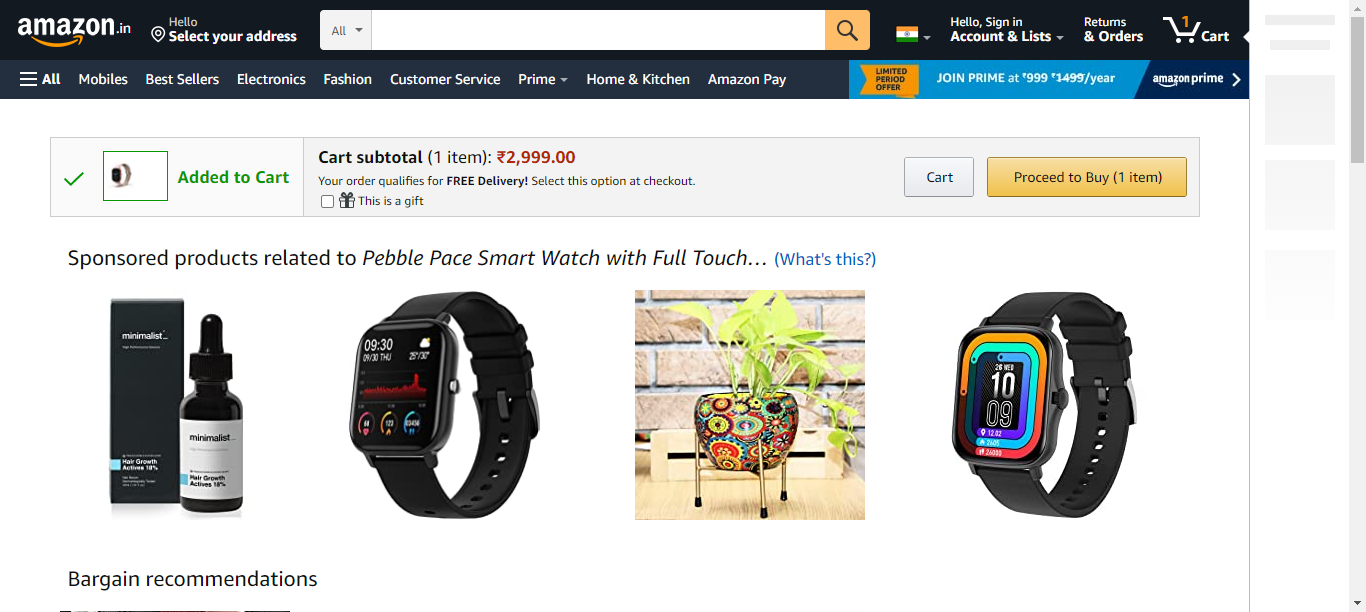 amazon.in
Hello
Select your address
All
Hello, Sign in
Account & Lists
Returns
& Orders
1
Cart
All Mobiles Best Sellers Electronics Fashion Customer Service Prime Home & Kitchen Amazon Pay
LIMITED
PERIOD
OFFER
JOIN PRIME at ₹999 ₹1499/year
amazon prime
Added to Cart
Cart subtotal (1 item): ₹2,999.00
Your order qualifies for FREE Delivery! Select this option at checkout.
This is a gift
Cart
Proceed to Buy (1 item)
Sponsored products related to Pebble Pace Smart Watch with Full Touch… (What's this?)
minimalist
Hair Growth
Actives 18%
minimalist
Hair Growth
Actives 18%
09:30
09/30 THU 25°/30°
26 WED
10
09
12.02
2605
26000
Bargain recommendations